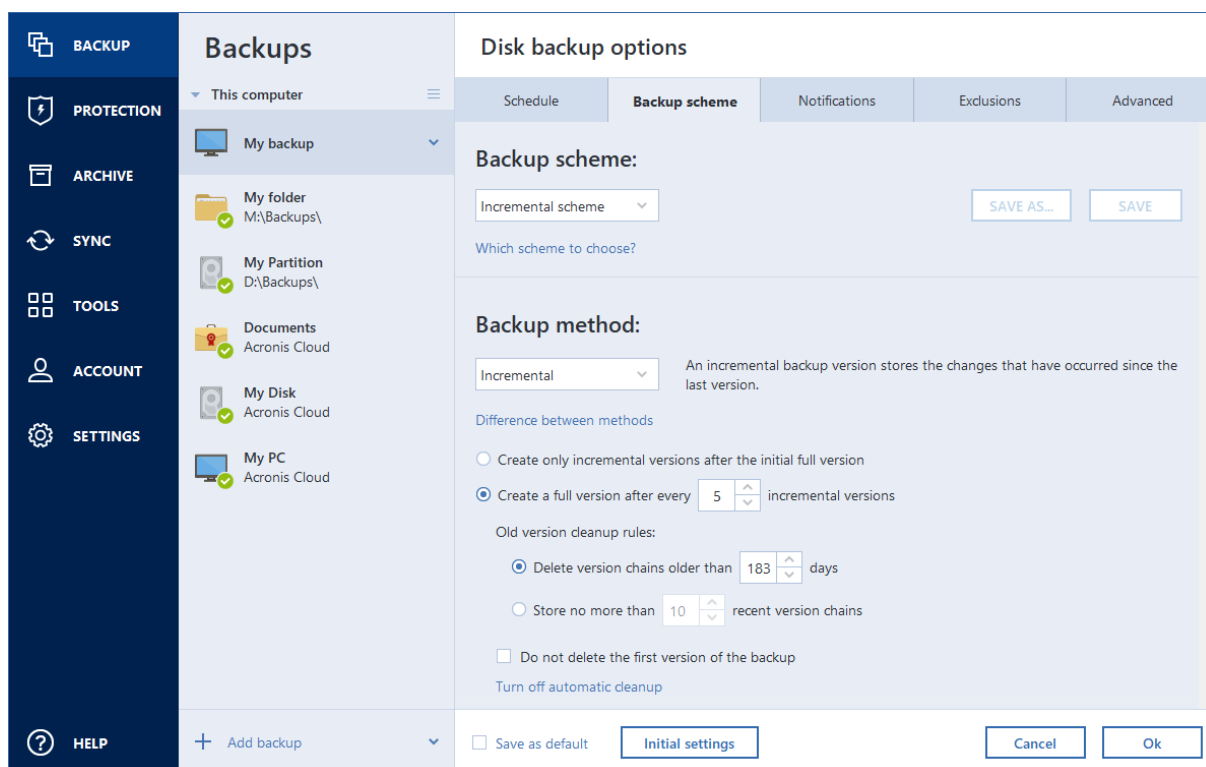 BACKUP
PROTECTION
ARCHIVE
SYNC
TOOLS
ACCOUNT
SETTINGS
HELP
Backups
This computer
My backup
My folder
M:\Backups\
My Partition
D:\Backups\
Documents
Acronis Cloud
My Disk
Acronis Cloud
My PC
Acronis Cloud
Add backup
Disk backup options
Schedule Backup scheme Notifications Exclusions Advanced
Backup scheme:
Incremental scheme SAVE AS... SAVE
Which scheme to choose?
Backup method:
Incremental
An incremental backup version stores the changes that have occurred since the
last version.
Difference between methods
Create only incremental versions after the initial full version
Create a full version after every 5 incremental versions
Old version cleanup rules:
Delete version chains older than 183 days
Store no more than 10 recent version chains
Do not delete the first version of the backup
Turn off automatic cleanup
Save as default Initial settings Cancel Ok